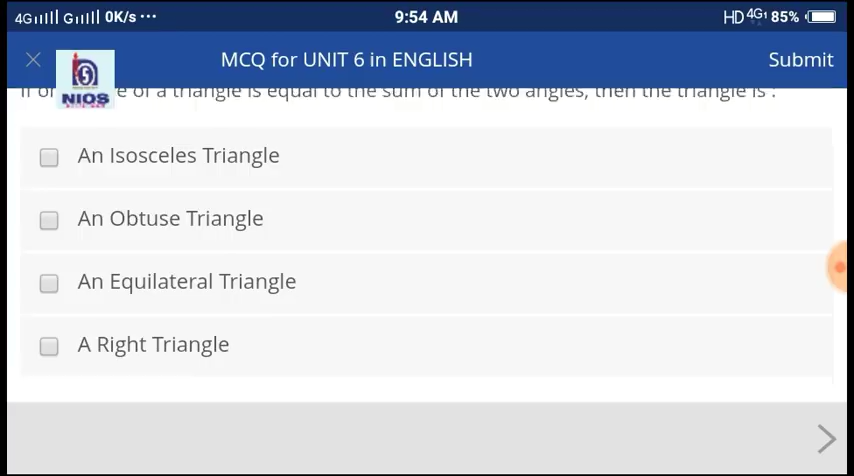 4G 4G 0K/s ··· 9:54 AM HD 4G¹ 85%
MCQ for UNIT 6 in ENGLISH Submit
NIOS
of a triangle is equal to the sum of the two angles, then the triangle is :
An Isosceles Triangle
An Obtuse Triangle
An Equilateral Triangle
A Right Triangle